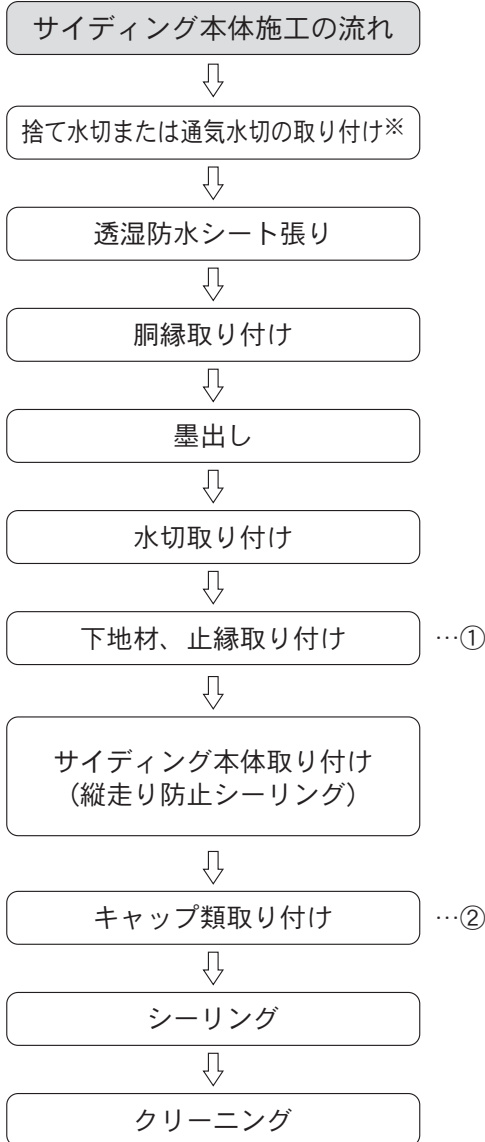 サイディング本体施工の流れ
捨て水切または通気水切の取り付け※
透湿防水シート張り
胴縁取り付け
墨出し
水切取り付け
下地材、止縁取り付け …①
サイディング本体取り付け
(縦走り防止シーリング)
キャップ類取り付け …②
シーリング
クリーニング